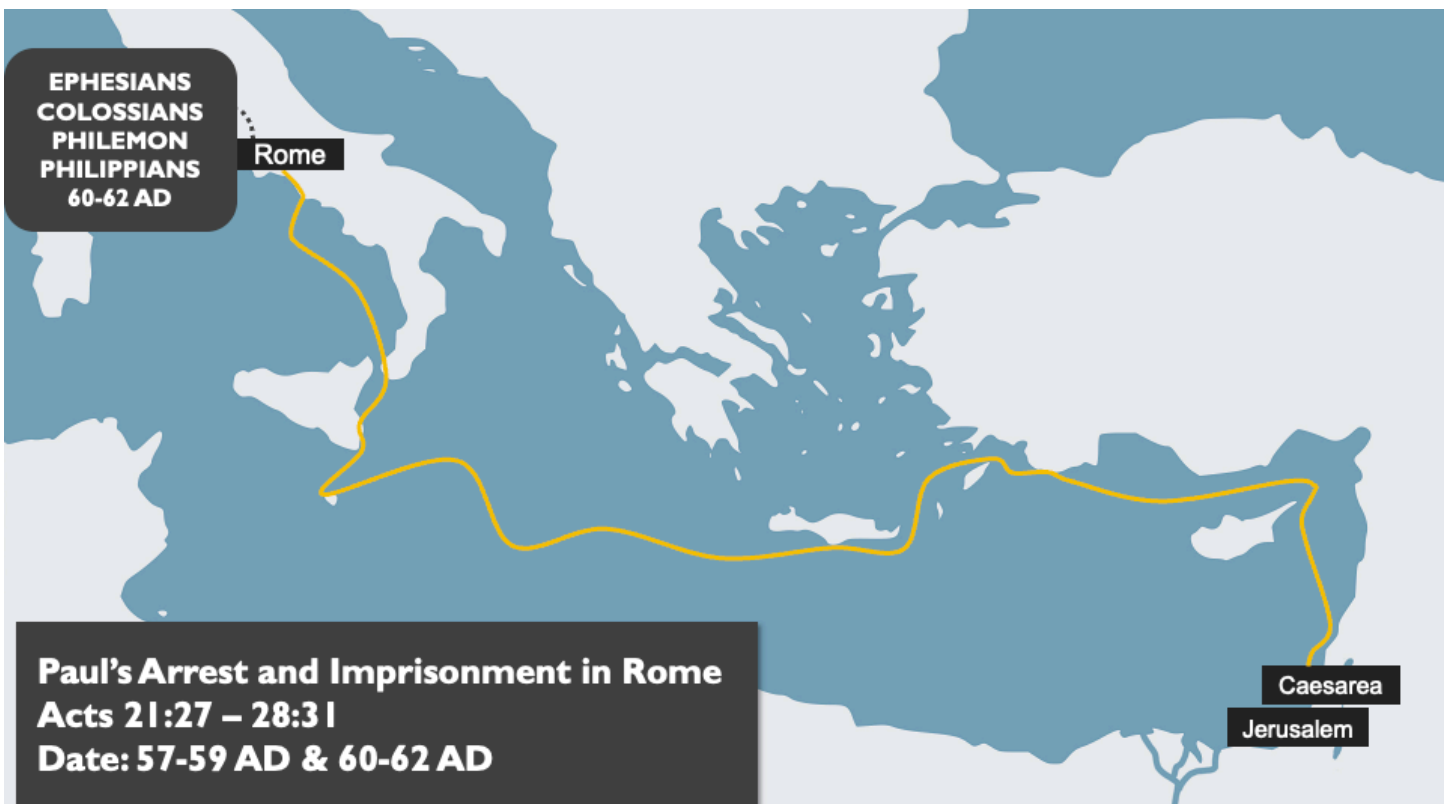 EPHESIANS
COLOSSIANS
PHILEMON
PHILIPPIANS
60-62 AD
Rome
Caesarea
Jerusalem
Paul's Arrest and Imprisonment in Rome
Acts 21:27 – 28:31
Date: 57-59 AD & 60-62 AD